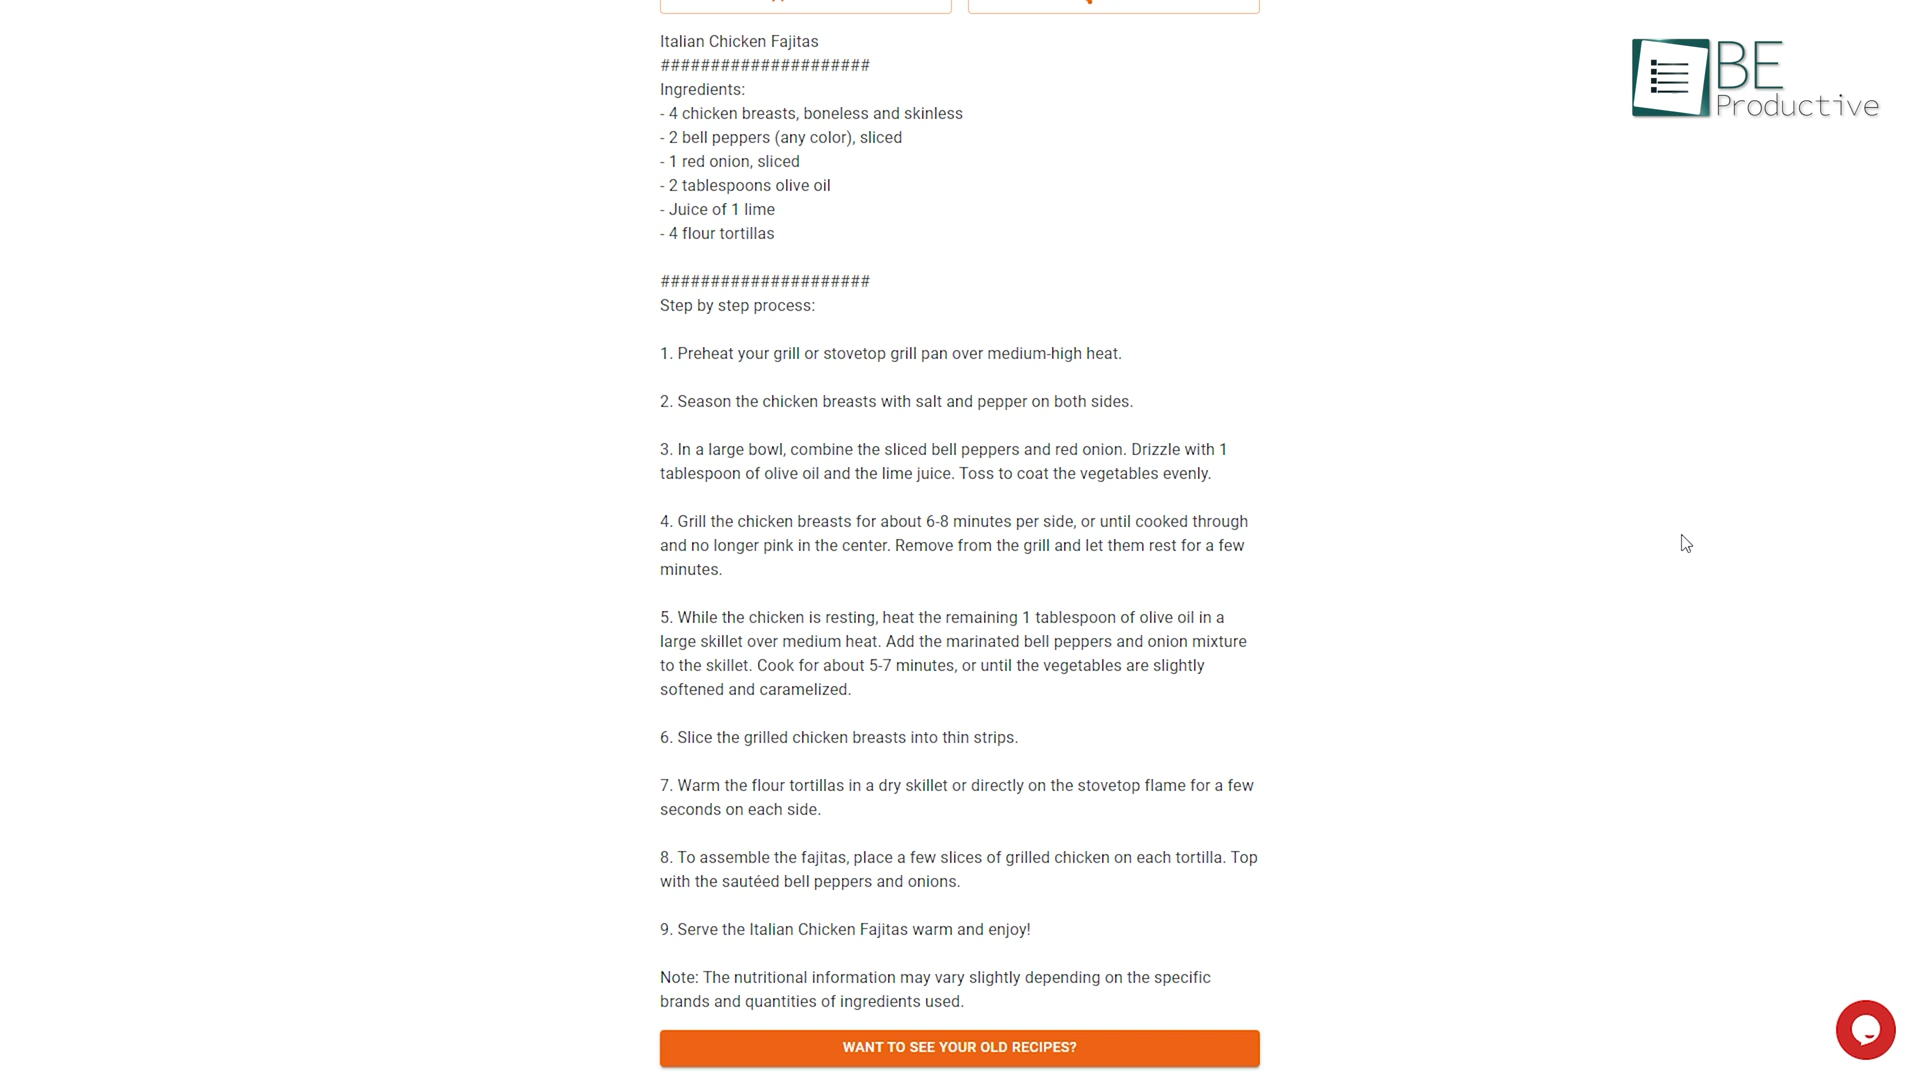 Italian Chicken Fajitas
#####################
Ingredients:
- 4 chicken breasts, boneless and skinless
- 2 bell peppers (any color), sliced
- 1 red onion, sliced
- 2 tablespoons olive oil
- Juice of 1 lime
- 4 flour tortillas
#####################
Step by step process:
1. Preheat your grill or stovetop grill pan over medium-high heat.
2. Season the chicken breasts with salt and pepper on both sides.
3. In a large bowl, combine the sliced bell peppers and red onion. Drizzle with 1
tablespoon of olive oil and the lime juice. Toss to coat the vegetables evenly.
4. Grill the chicken breasts for about 6-8 minutes per side, or until cooked through
and no longer pink in the center. Remove from the grill and let them rest for a few
minutes.
5. While the chicken is resting, heat the remaining 1 tablespoon of olive oil in a
large skillet over medium heat. Add the marinated bell peppers and onion mixture
to the skillet. Cook for about 5-7 minutes, or until the vegetables are slightly
softened and caramelized.
6. Slice the grilled chicken breasts into thin strips.
7. Warm the flour tortillas in a dry skillet or directly on the stovetop flame for a few
seconds on each side.
8. To assemble the fajitas, place a few slices of grilled chicken on each tortilla. Top
with the sautéed bell peppers and onions.
9. Serve the Italian Chicken Fajitas warm and enjoy!
Note: The nutritional information may vary slightly depending on the specific
brands and quantities of ingredients used.
WANT TO SEE YOUR OLD RECIPES?
BE
Productive